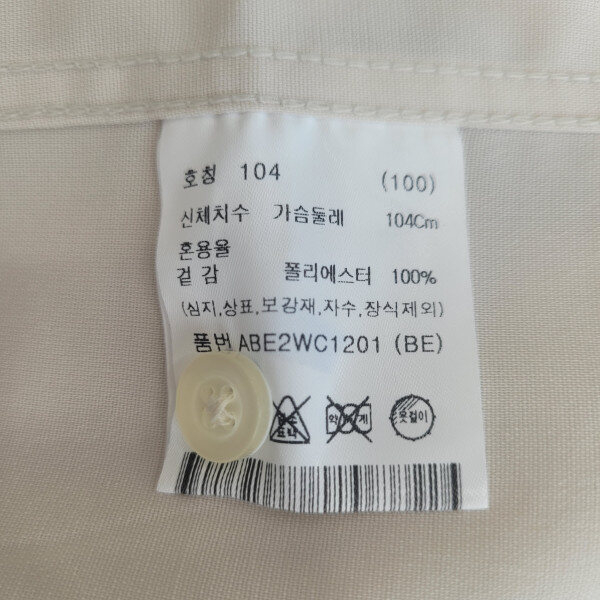 호칭 104 (100)
신체치수 가슴둘레 104Cm
혼용율
겉감 폴리에스터 100%
(심지,상표,보강재,자수,장식제외)
품번 ABE2WC1201 (BE)
옷걸이